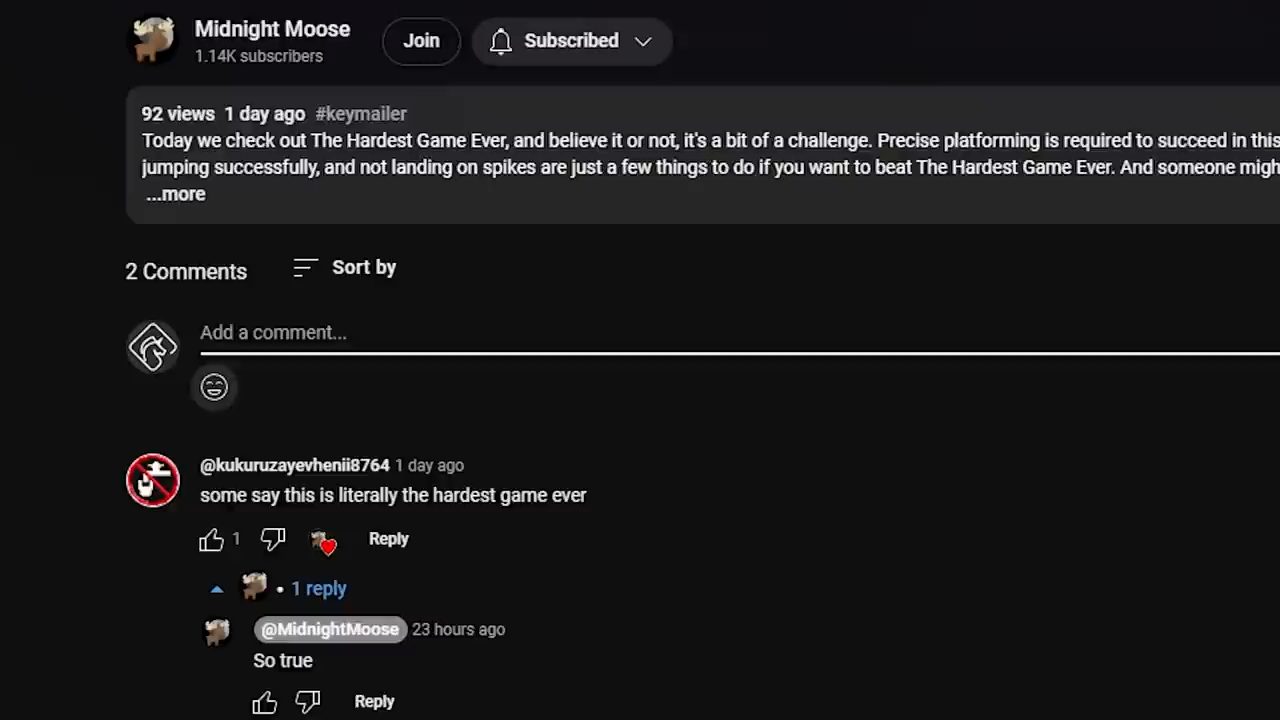 Midnight Moose
1.14K subscribers
Join
Subscribed
92 views 1 day ago #keymailer
Today we check out The Hardest Game Ever, and believe it or not, it's a bit of a challenge. Precise platforming is required to succeed in this
jumping successfully, and not landing on spikes are just a few things to do if you want to beat The Hardest Game Ever. And someone migh
...more
2 Comments
Sort by
Add a comment...
@kukuruzayevhenii8764 1 day ago
some say this is literally the hardest game ever
1
Reply
• 1 reply
@MidnightMoose 23 hours ago
So true
Reply